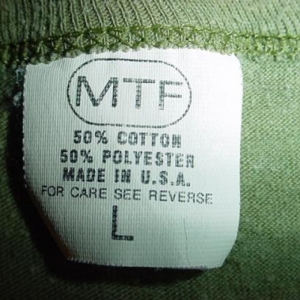 MTF
50% COTTON
50% POLYESTER
MADE IN U.S.A.
FOR CARE SEE REVERSE
L